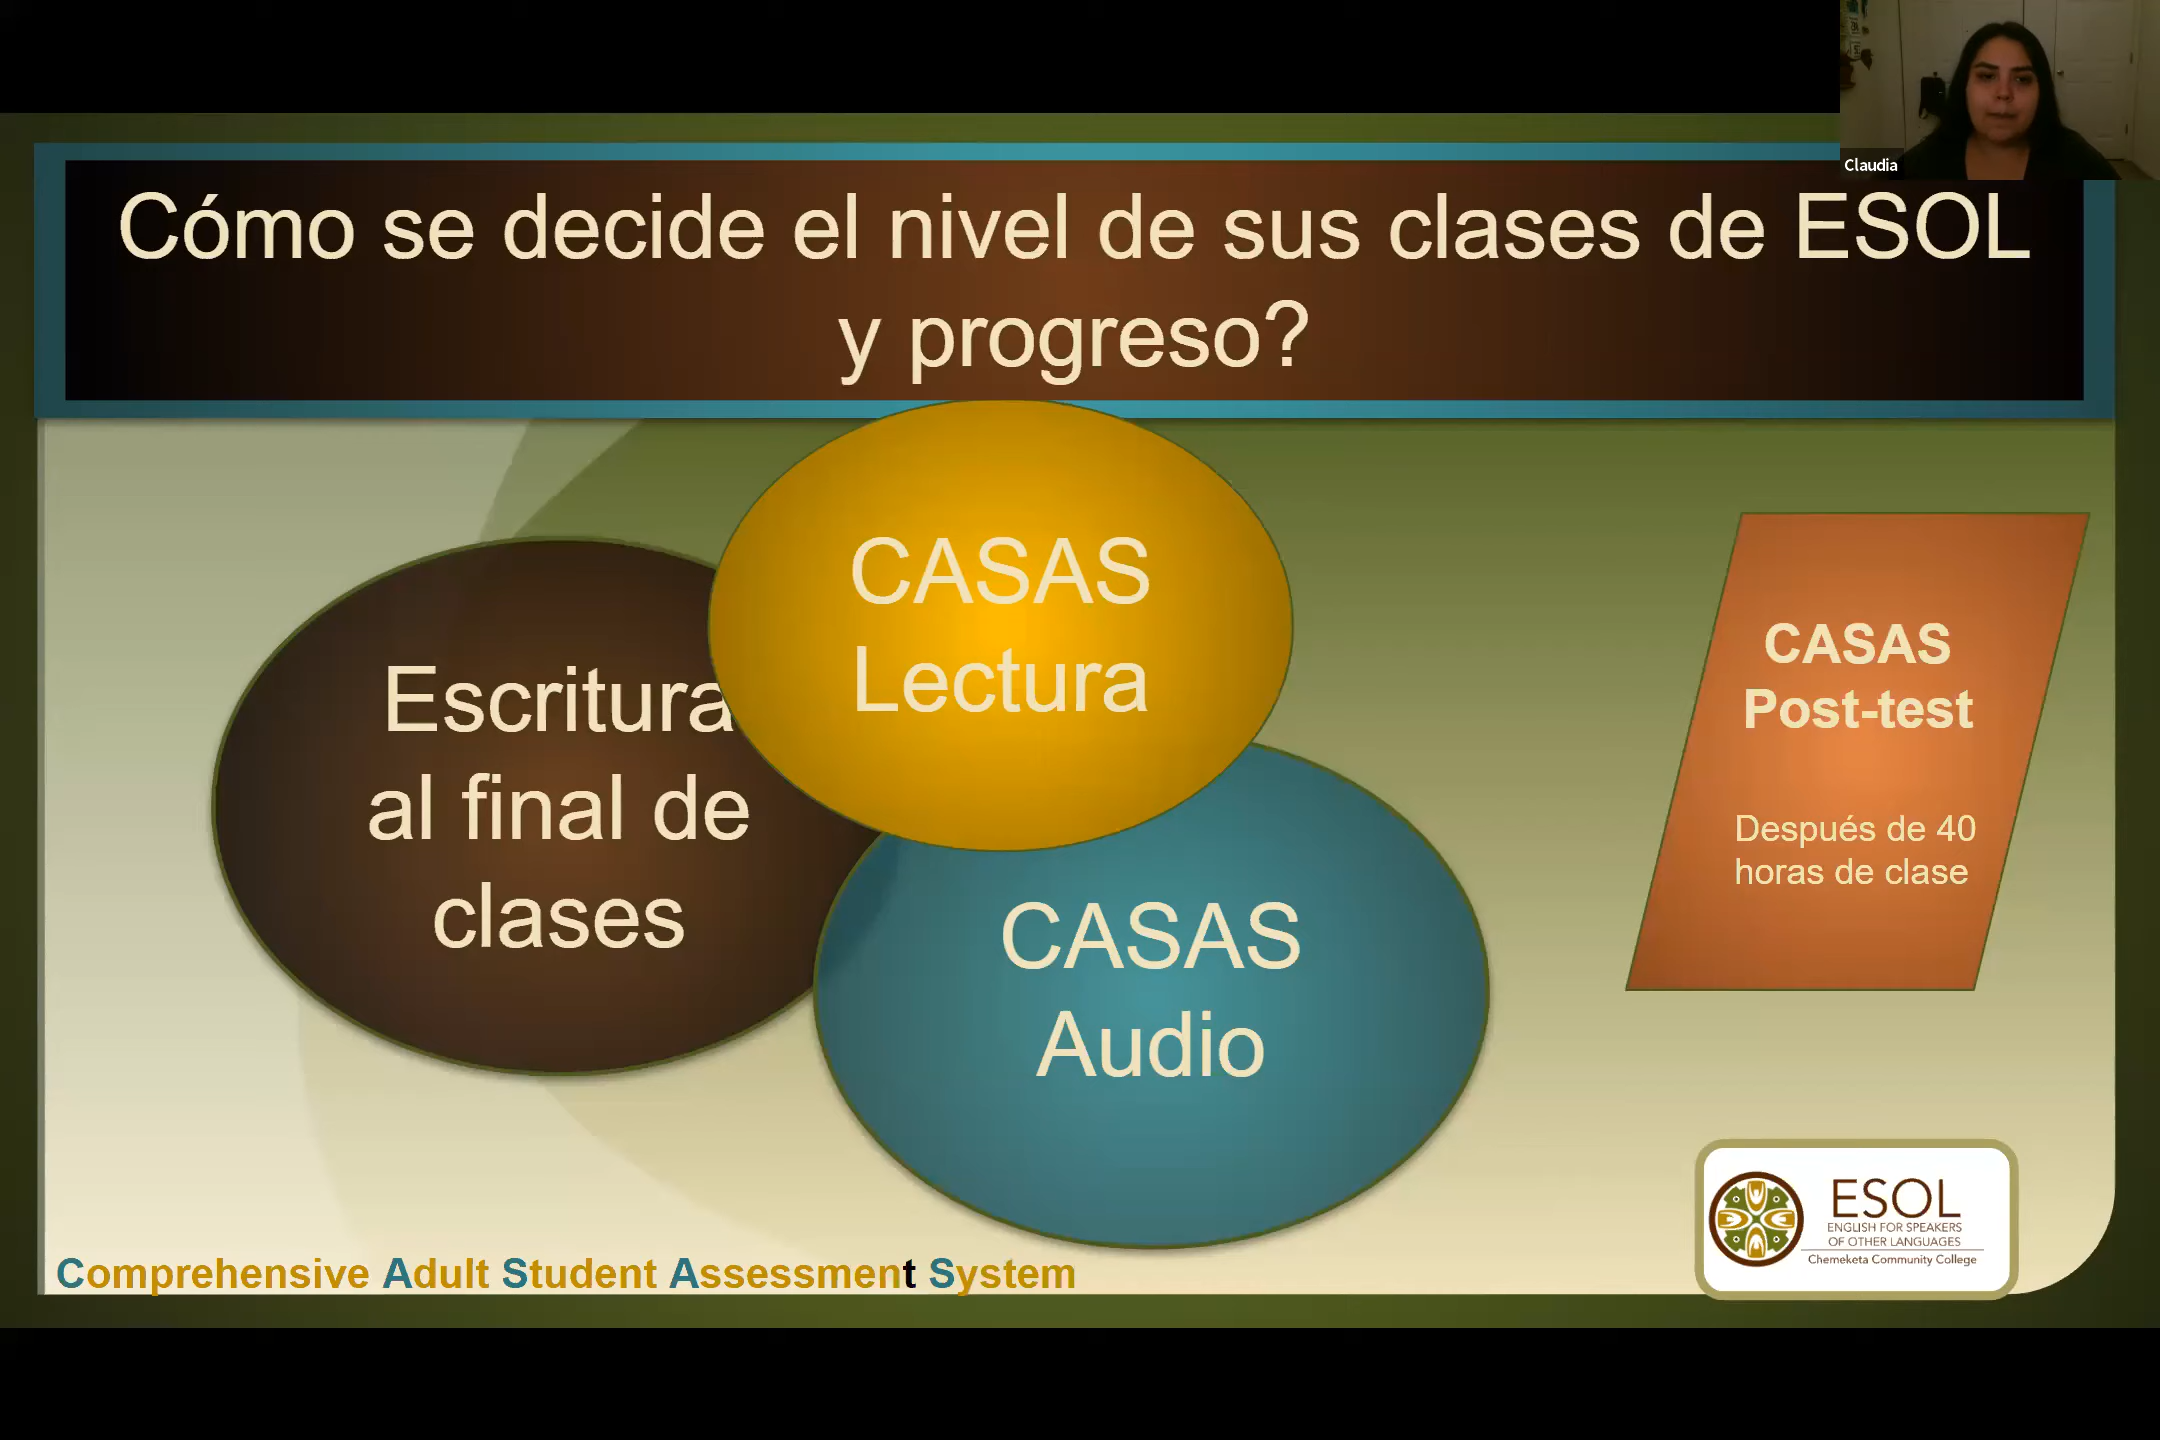 Claudia
Cómo se decide el nivel de sus clases de ESOL
y progreso?
CASAS
Lectura
Escritura
al final de
clases
CASAS
Audio
CASAS
Post-test
Después de 40
horas de clase
Comprehensive Adult Student Assessment System
ESOL
ENGLISH FOR SPEAKERS
OF OTHER LANGUAGES
Chemeketa Community College